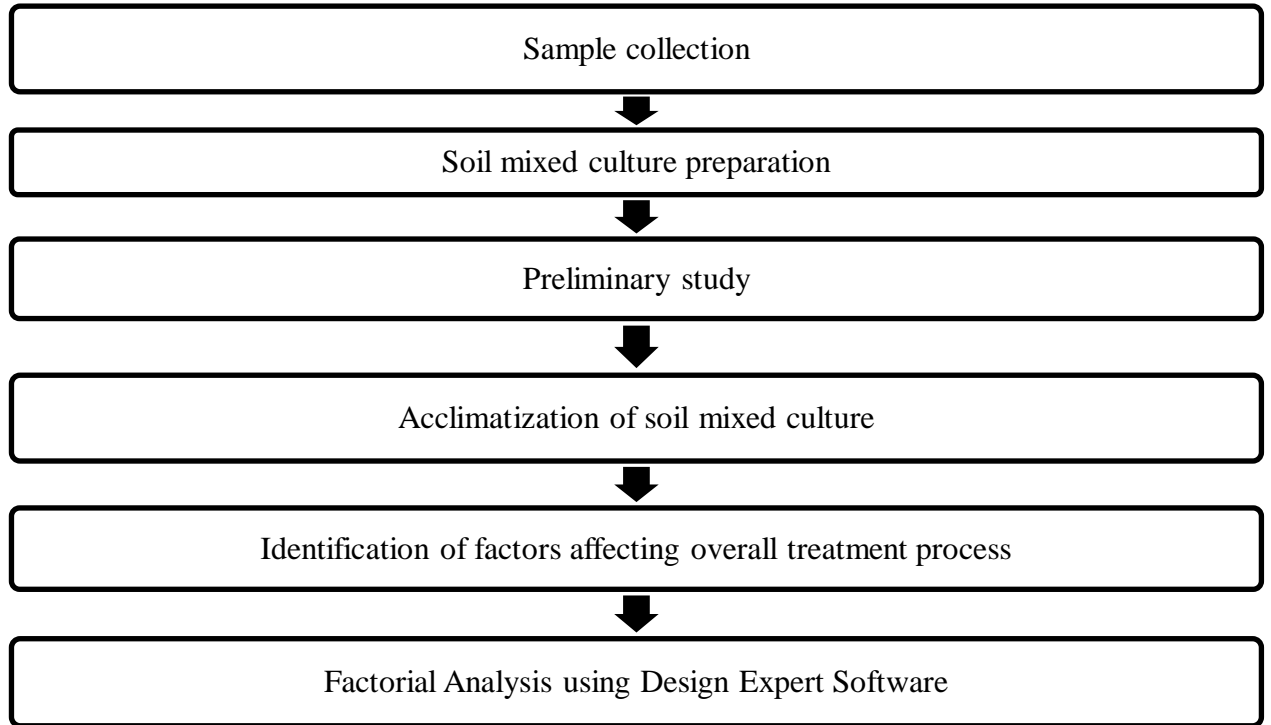 Sample collection
Soil mixed culture preparation
Preliminary study
Acclimatization of soil mixed culture
Identification of factors affecting overall treatment process
Factorial Analysis using Design Expert Software